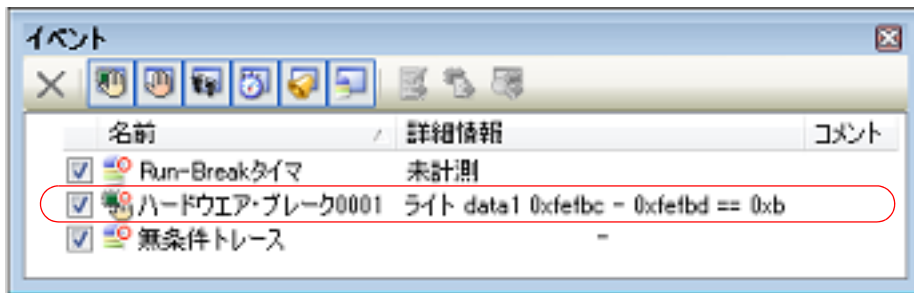 イベント
名前 詳細情報 コメント
Run-Breakタイマ 未計測
ハードウエア・ブレーク0001 ライト data1 0xfefbc - 0xfefbd == 0xb
無条件トレース -